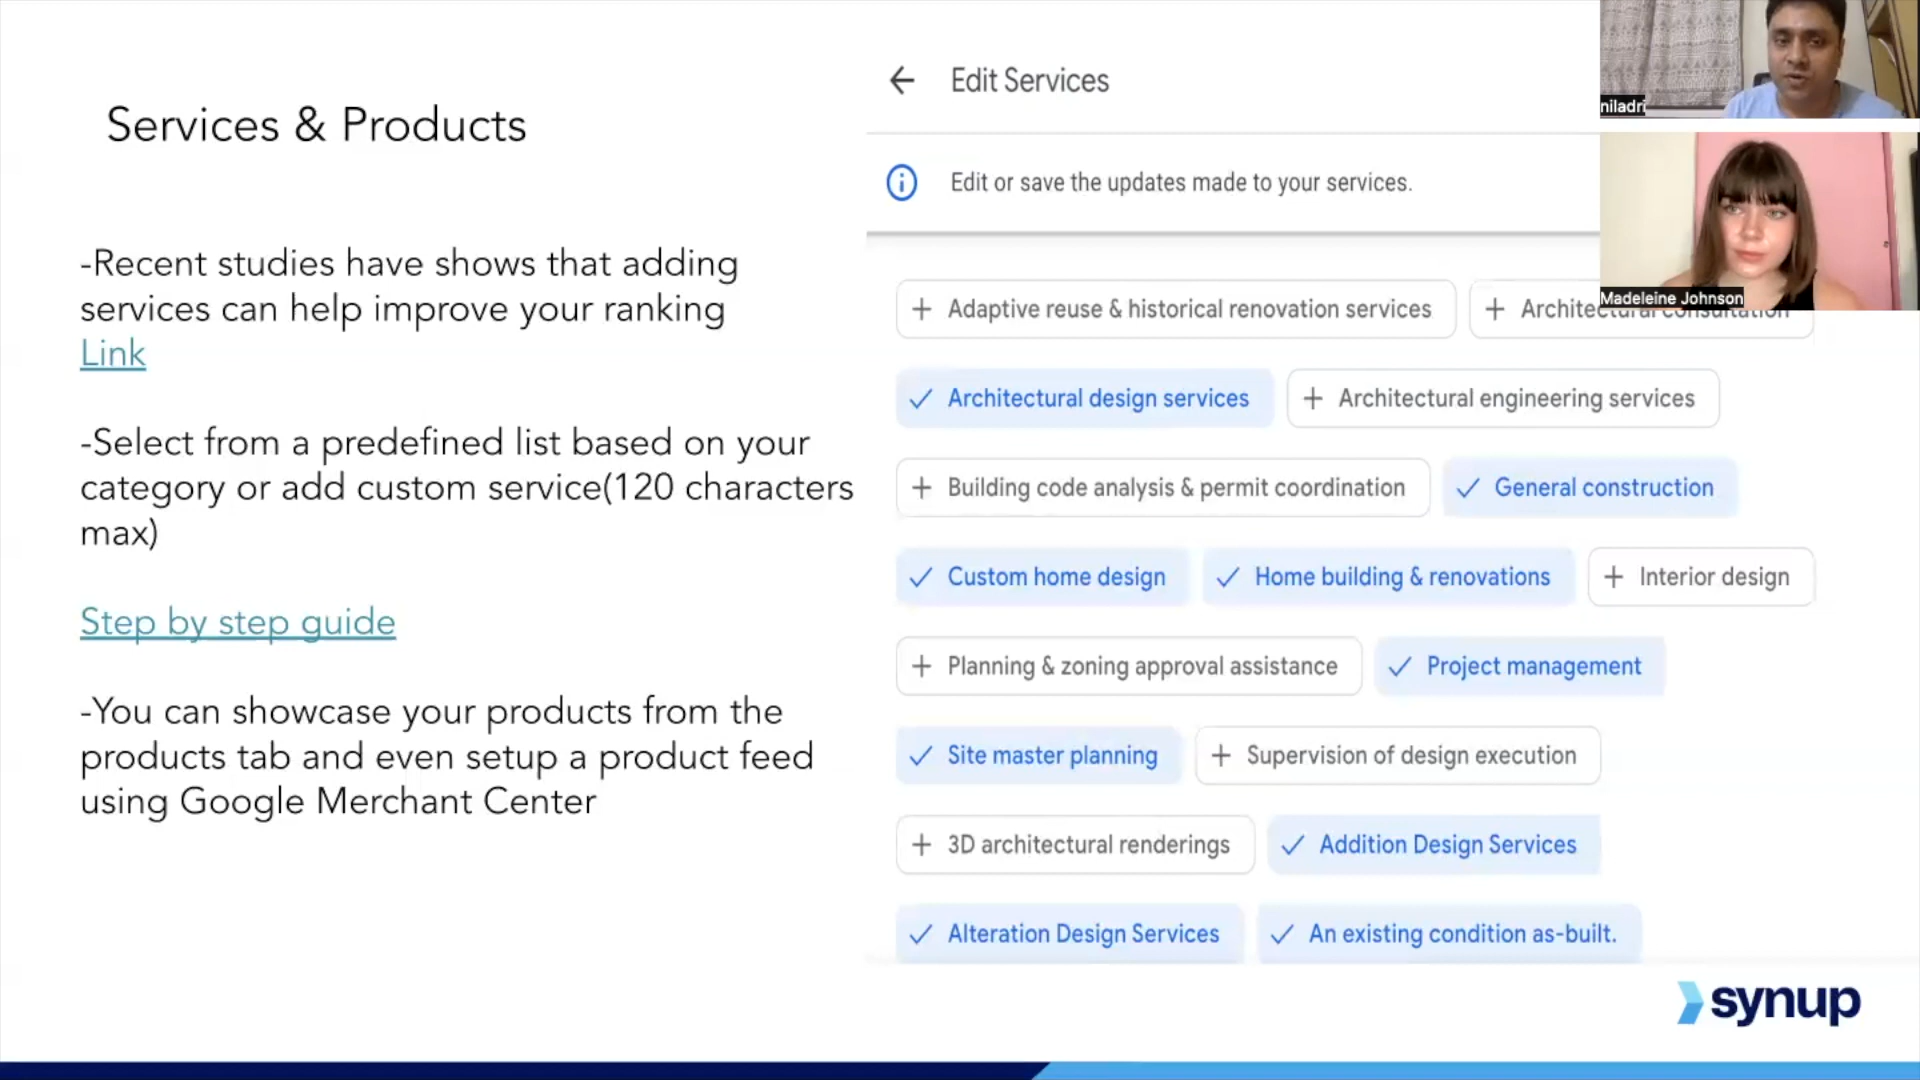 Services & Products
-Recent studies have shows that adding
services can help improve your ranking
Link
-Select from a predefined list based on your
category or add custom service(120 characters
max)
Step by step guide
-You can showcase your products from the
products tab and even setup a product feed
using Google Merchant Center
Edit Services
Edit or save the updates made to your services.
Adaptive reuse & historical renovation services
Architectural consultation
Architectural design services
Architectural engineering services
Building code analysis & permit coordination
General construction
Custom home design
Home building & renovations
Interior design
Planning & zoning approval assistance
Project management
Site master planning
Supervision of design execution
3D architectural renderings
Addition Design Services
Alteration Design Services
An existing condition as-built.
niladri
Madeleine Johnson
synup